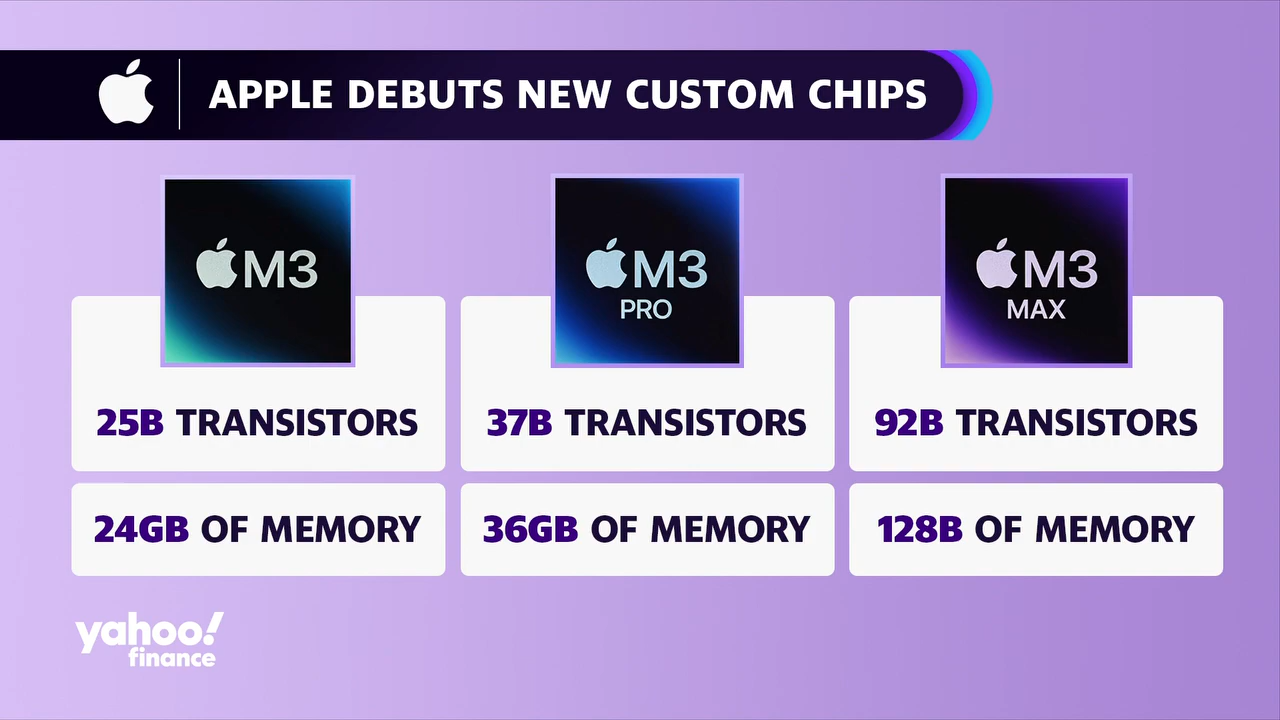 APPLE DEBUTS NEW CUSTOM CHIPS
M3
M3
PRO
M3
MAX
25B TRANSISTORS
37B TRANSISTORS
92B TRANSISTORS
24GB OF MEMORY
36GB OF MEMORY
128B OF MEMORY
yahoo!
finance